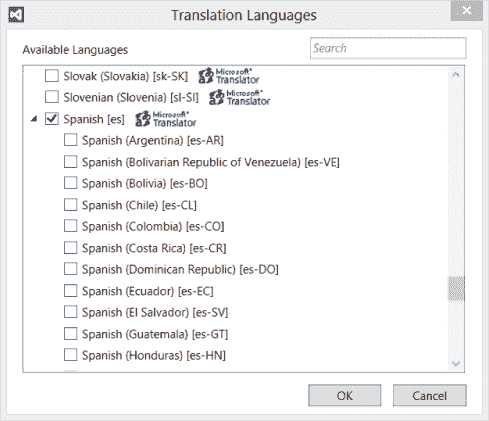 Translation Languages
Available Languages
Search
Slovak (Slovakia) [sk-SK] Microsoft® Translator
Slovenian (Slovenia) [sl-SI] Microsoft® Translator
Spanish [es] Microsoft® Translator
Spanish (Argentina) [es-AR]
Spanish (Bolivarian Republic of Venezuela) [es-VE]
Spanish (Bolivia) [es-BO]
Spanish (Chile) [es-CL]
Spanish (Colombia) [es-CO]
Spanish (Costa Rica) [es-CR]
Spanish (Dominican Republic) [es-DO]
Spanish (Ecuador) [es-EC]
Spanish (El Salvador) [es-SV]
Spanish (Guatemala) [es-GT]
Spanish (Honduras) [es-HN]
OK Cancel